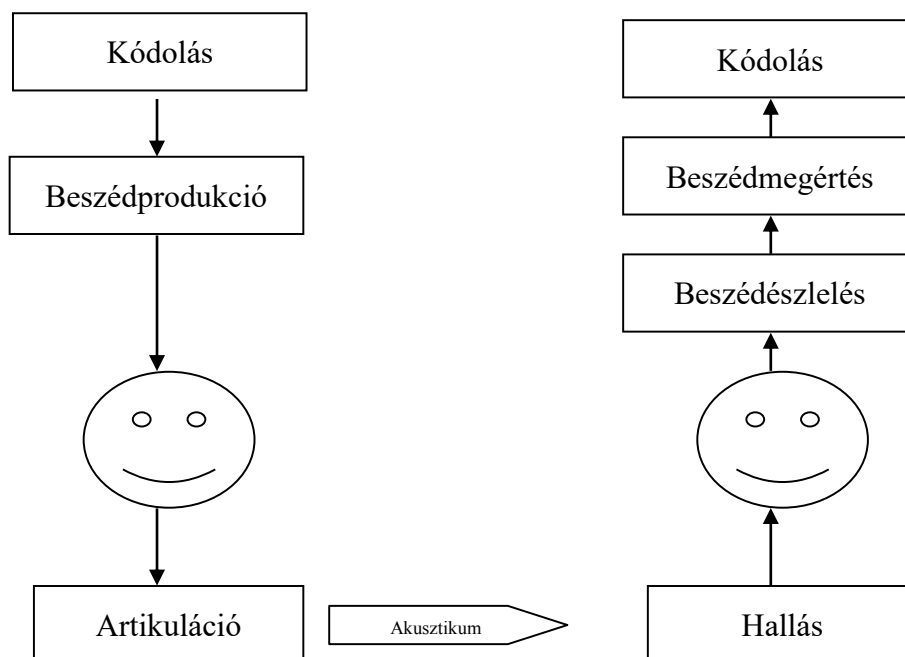 Kódolás
Beszédprodukció
Artikuláció
Akusztikum
Hallás
Beszédészlelés
Beszédmegértés
Kódolás